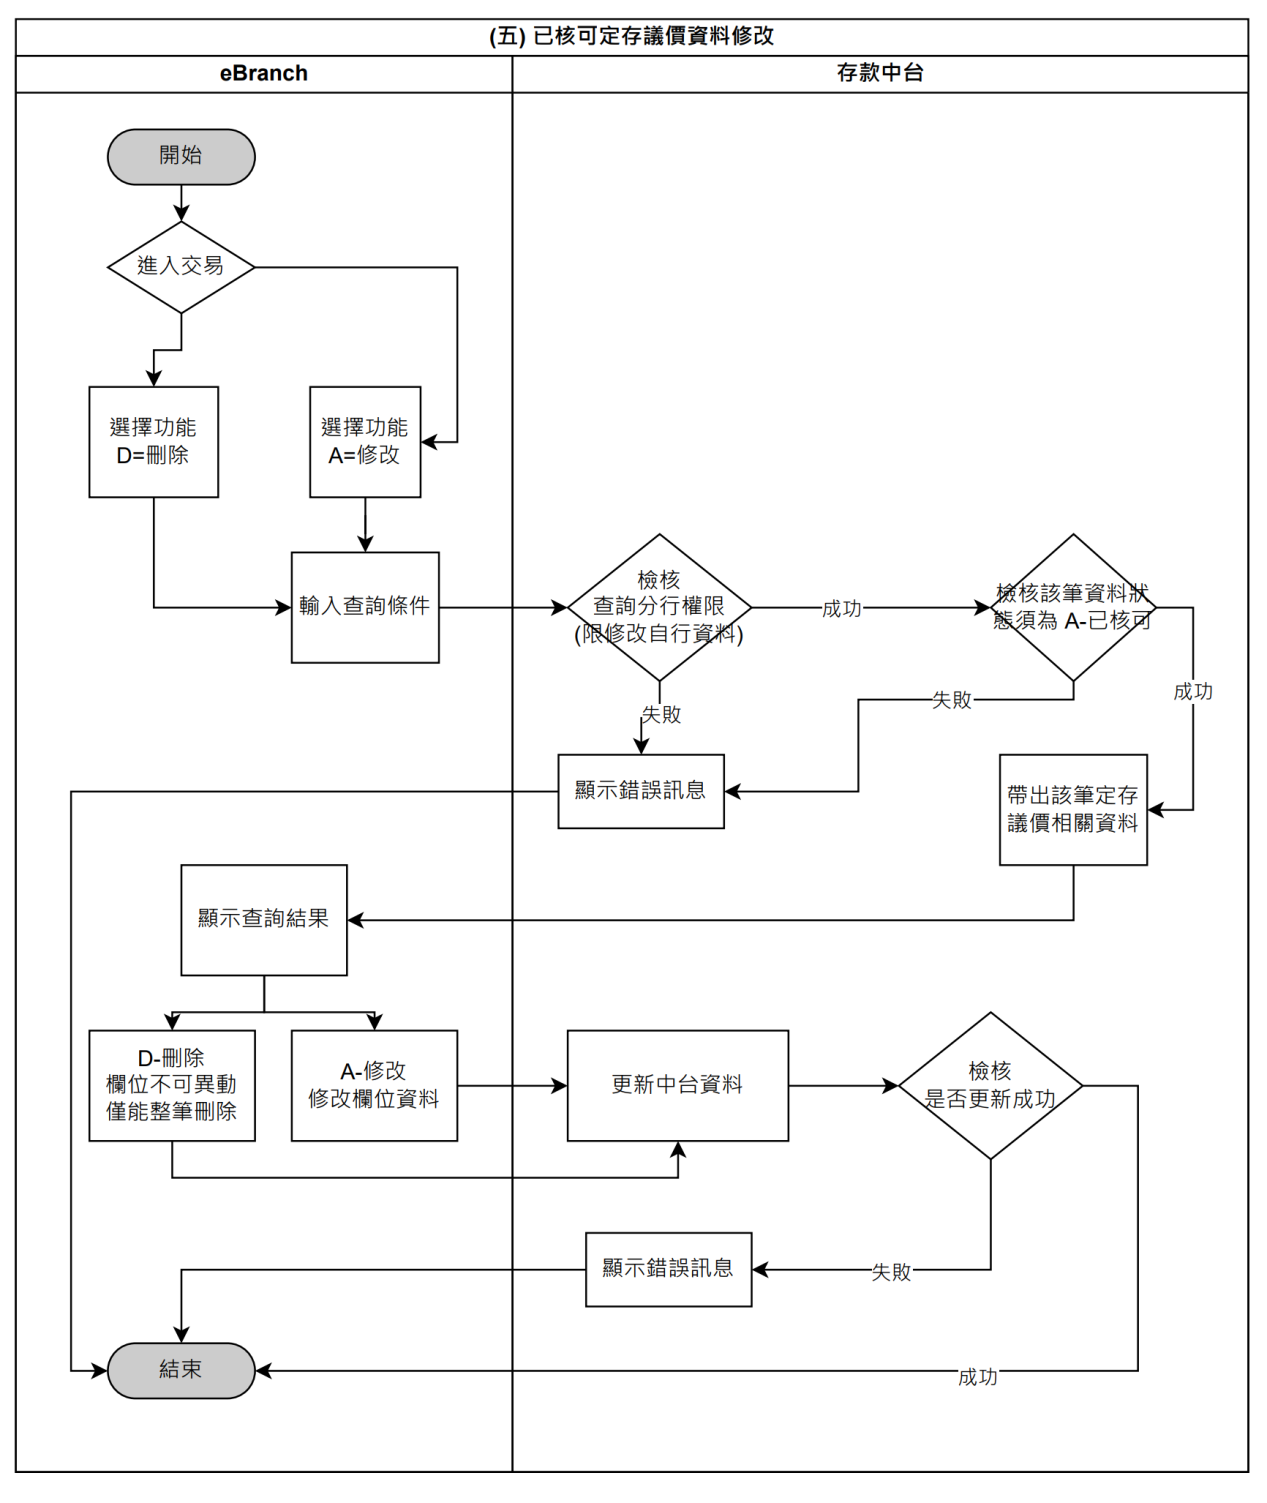 (五) 已核可定存議價資料修改
eBranch
存款中台
開始
進入交易
選擇功能
D=刪除
選擇功能
A=修改
輸入查詢條件
檢核
查詢分行權限
(限修改自行資料)
成功
檢核該筆資料狀
態須為 A-已核可
失敗
失敗
成功
顯示錯誤訊息
帶出該筆定存
議價相關資料
顯示查詢結果
D-刪除
欄位不可異動
僅能整筆刪除
A-修改
修改欄位資料
更新中台資料
檢核
是否更新成功
顯示錯誤訊息
失敗
結束
成功